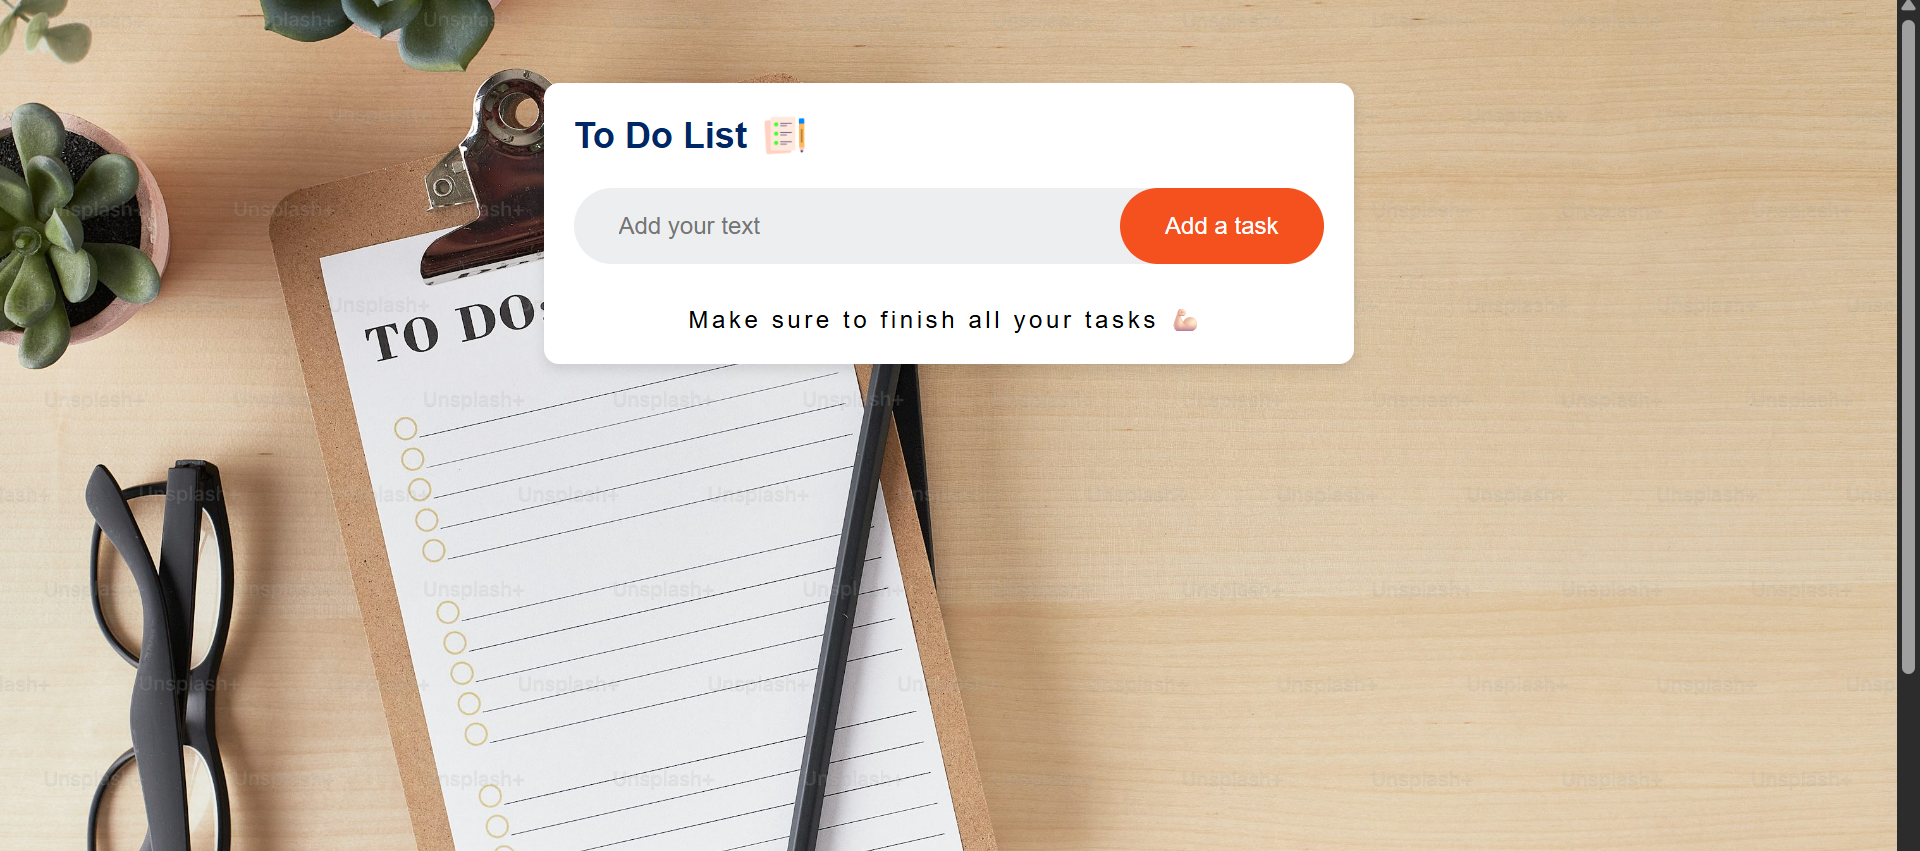 To Do List
Add your text
Add a task
Make sure to finish all your tasks
TO DO
Unsplash+